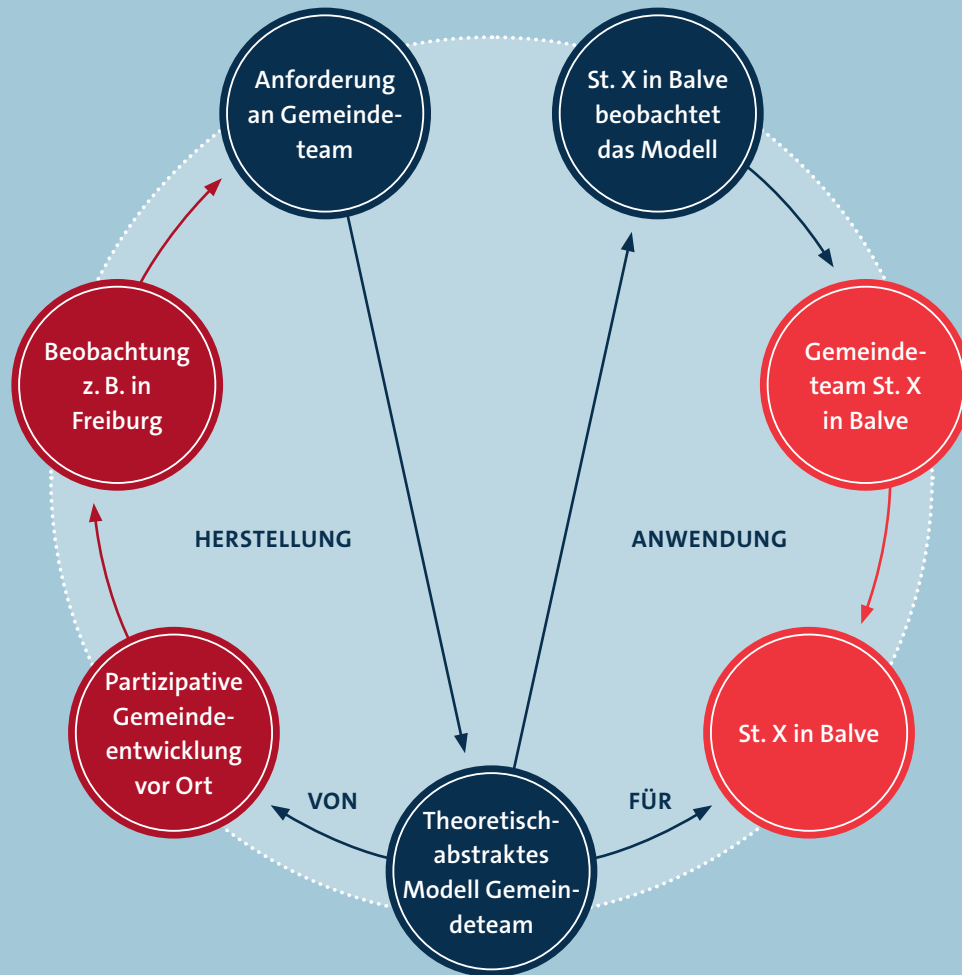 Anforderung
an Gemeinde-
team
St. X in Balve
beobachtet
das Modell
Beobachtung
z. B. in
Freiburg
Gemeinde-
team St. X
in Balve
HERSTELLUNG
ANWENDUNG
Partizipative
Gemeinde-
entwicklung
vor Ort
St. X in Balve
VON
FÜR
Theoretisch-
abstraktes
Modell Gemein-
deteam